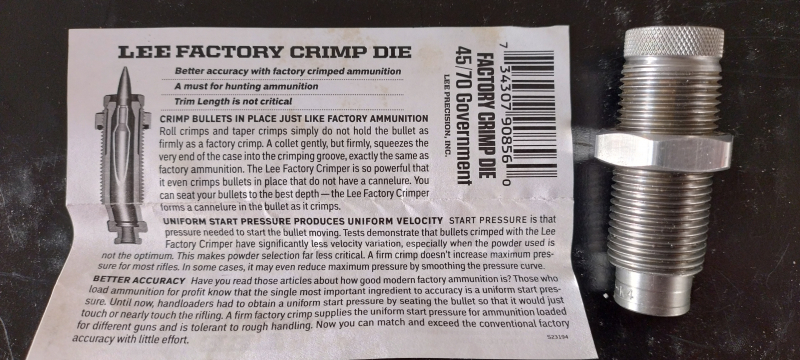 LEE FACTORY CRIMP DIE
Better accuracy with factory crimped ammunition
A must for hunting ammunition
Trim Length is not critical
CRIMP BULLETS IN PLACE JUST LIKE FACTORY AMMUNITION
Roll crimps and taper crimps simply do not hold the bullet as
firmly as a factory crimp. A collet gently, but firmly, squeezes the
very end of the case into the crimping groove, exactly the same as
factory ammunition. The Lee Factory Crimper is so powerful that
it even crimps bullets in place that do not have a cannelure. You
can seat your bullets to the best depth — the Lee Factory Crimper
forms a cannelure in the bullet as it crimps.
UNIFORM START PRESSURE PRODUCES UNIFORM VELOCITY START PRESSURE is that
pressure needed to start the bullet moving. Tests demonstrate that bullets crimped with the Lee
Factory Crimper have significantly less velocity variation, especially when the powder used is
not the optimum. This makes powder selection far less critical. A firm crimp doesn't increase maximum pres-
sure for most rifles. In some cases, it may even reduce maximum pressure by smoothing the pressure curve.
BETTER ACCURACY Have you read those articles about how good modern factory ammunition is? Those who
load ammunition for profit know that the single most important ingredient to accuracy is a uniform start pres-
sure. Until now, handloaders had to obtain a uniform start pressure by seating the bullet so that it would just
touch or nearly touch the rifling. A firm factory crimp supplies the uniform start pressure for ammunition loaded
for different guns and is tolerant to rough handling. Now you can match and exceed the conventional factory
accuracy with little effort.
523194
FACTORY CRIMP DIE
45/70 Government
LEE PRECISION, INC.
7 34307 90856 0